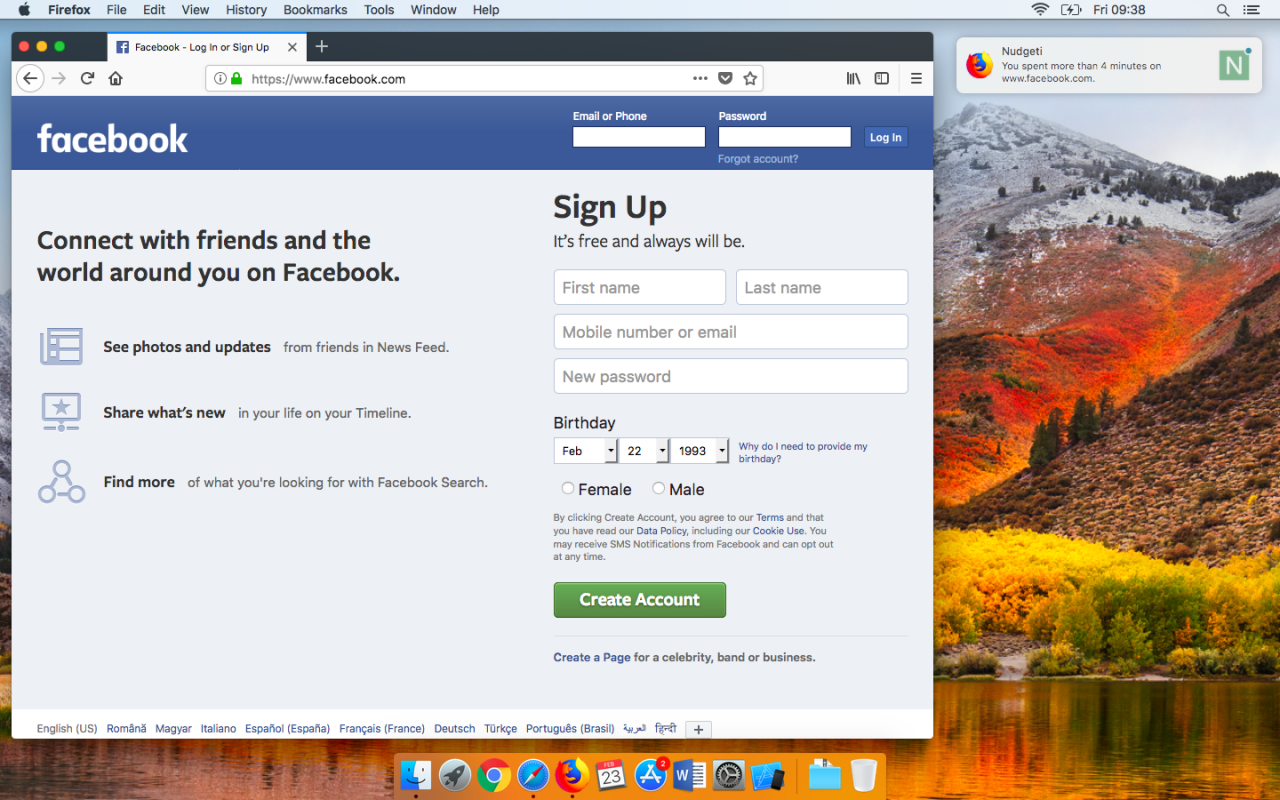 Firefox File Edit View History Bookmarks Tools Window Help
Fri 09:38
Facebook - Log In or Sign Up
https://www.facebook.com
Nudgeti
You spent more than 4 minutes on
www.facebook.com.
N
facebook
Email or Phone
Password
Log In
Forgot account?
Connect with friends and the
world around you on Facebook.
See photos and updates from friends in News Feed.
Share what's new in your life on your Timeline.
Find more of what you're looking for with Facebook Search.
Sign Up
It's free and always will be.
First name
Last name
Mobile number or email
New password
Birthday
Feb 22 1993
Why do I need to provide my
birthday?
Female Male
By clicking Create Account, you agree to our Terms and that
you have read our Data Policy, including our Cookie Use. You
may receive SMS Notifications from Facebook and can opt out
at any time.
Create Account
Create a Page for a celebrity, band or business.
English (US) Română Magyar Italiano Español (España) Français (France) Deutsch Türkçe Português (Brasil) العربية हिन्दी
FEB
23
2
W